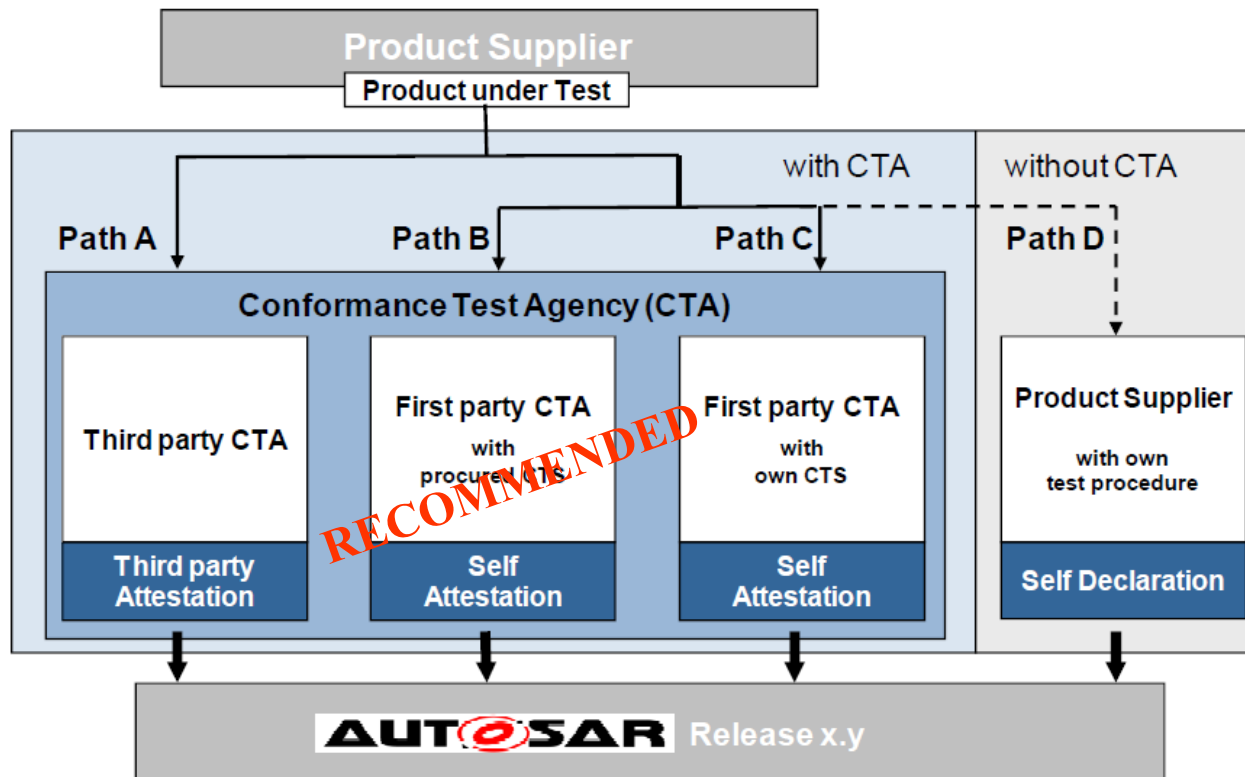 Product Supplier
Product under Test
with CTA
without CTA
Path A
Path B
Path C
Path D
Conformance Test Agency (CTA)
Third party CTA
First party CTA
with
procured CTS
First party CTA
with
own CTS
Product Supplier
with own
test procedure
RECOMMENDED
Third party
Attestation
Self
Attestation
Self
Attestation
Self Declaration
AUTOSAR Release x.y